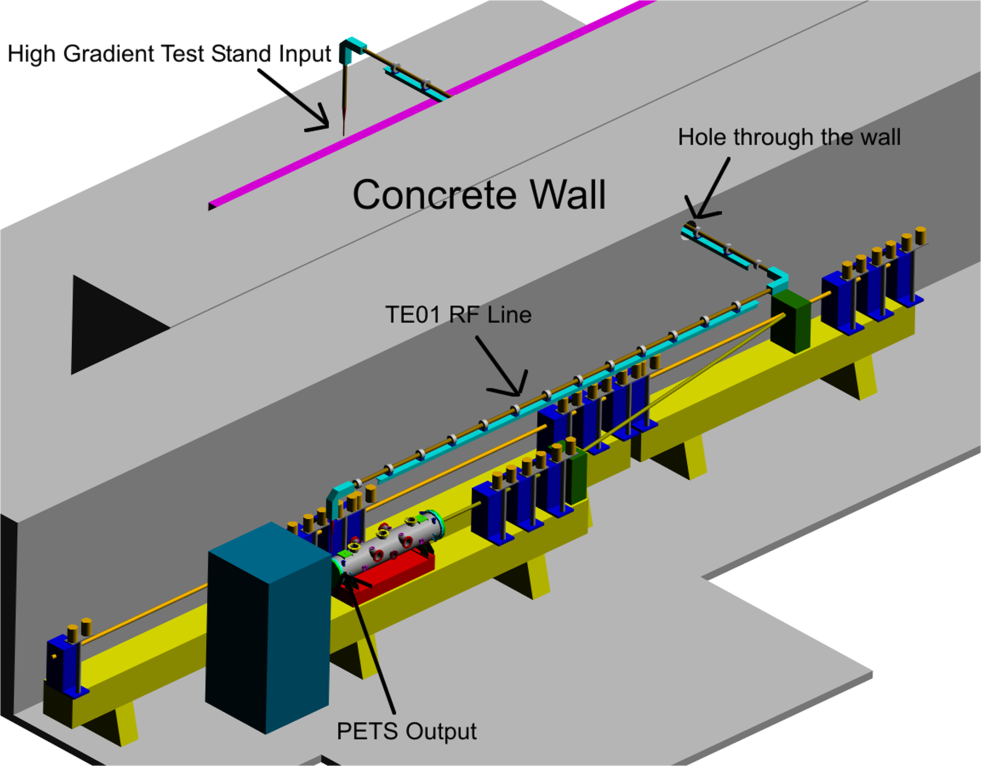 High Gradient Test Stand Input
Hole through the wall
Concrete Wall
TE01 RF Line
PETS Output